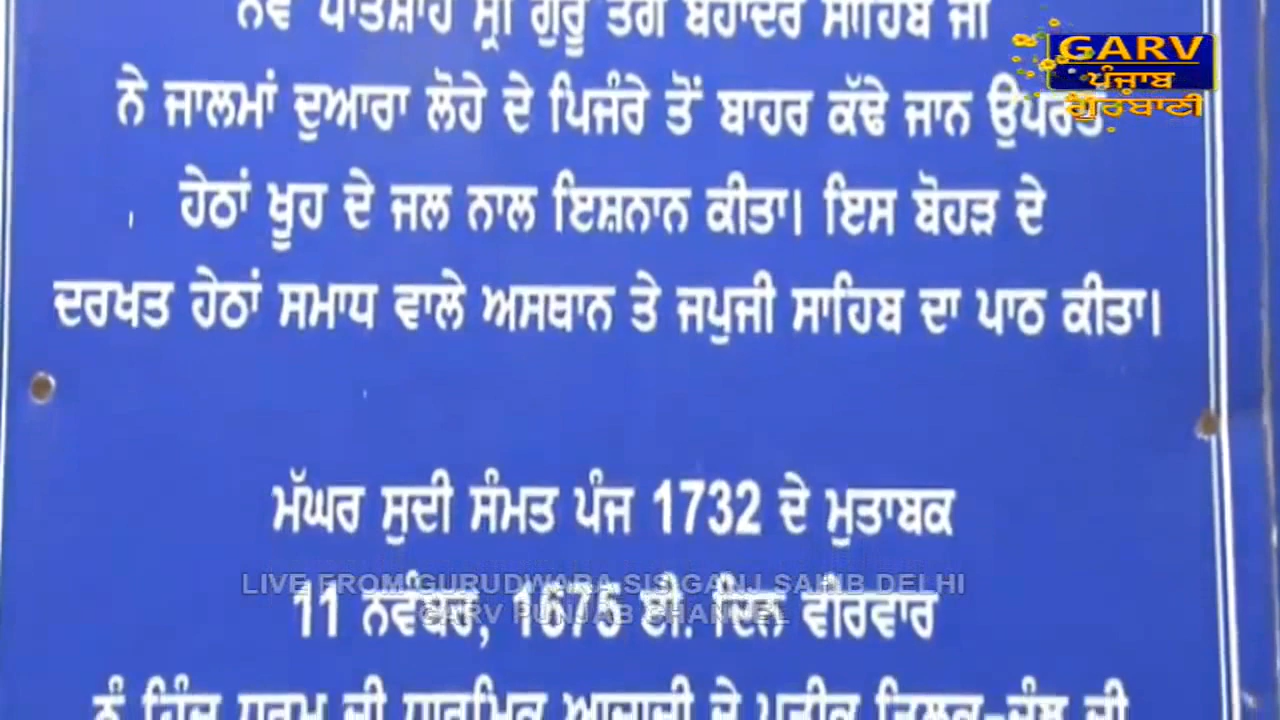 ਨੌਵੇਂ ਪਾਤਸ਼ਾਹ ਸ੍ਰੀ ਗੁਰੂ ਤੇਗ ਬਹਾਦਰ ਸਾਹਿਬ ਜੀ
ਨੇ ਜਾਲਮਾਂ ਦੁਆਰਾ ਲੋਹੇ ਦੇ ਪਿਜੰਰੇ ਤੋਂ ਬਾਹਰ ਕੱਢੇ ਜਾਨ ਉਪਰੰਤ
ਹੇਠਾਂ ਖੂਹ ਦੇ ਜਲ ਨਾਲ ਇਸ਼ਨਾਨ ਕੀਤਾ। ਇਸ ਬੋਹੜ ਦੇ
ਦਰਖਤ ਹੇਠਾਂ ਸਮਾਧ ਵਾਲੇ ਅਸਥਾਨ ਤੇ ਜਪੁਜੀ ਸਾਹਿਬ ਦਾ ਪਾਠ ਕੀਤਾ।
ਮੱਘਰ ਸੁਦੀ ਸੰਮਤ ਪੰਜ 1732 ਦੇ ਮੁਤਾਬਕ
11 ਨਵੰਬਰ, 1675 ਈ. ਦਿਨ ਵੀਰਵਾਰ
GARV
ਪੰਜਾਬ
ਗੁਰਬਾਣੀ
LIVE FROM GURUDWARA SIS GANJ SAHIB DELHI
GARV PUNJAB CHANNEL